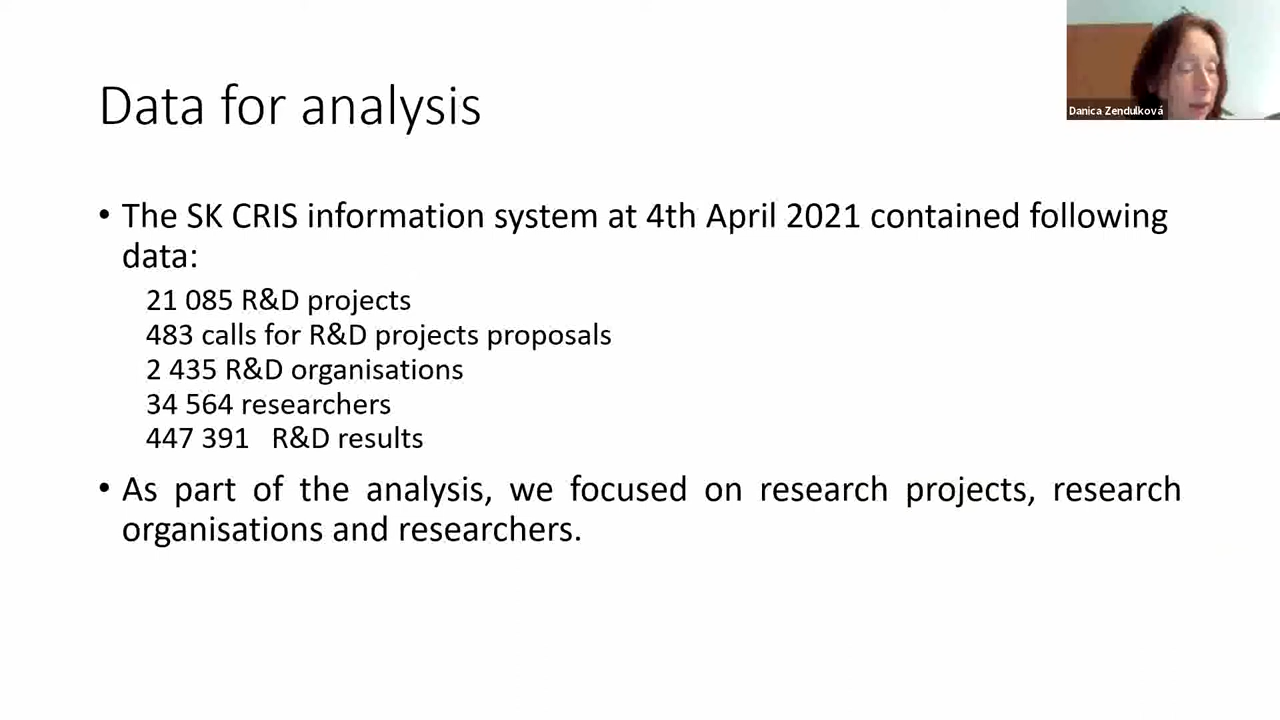 Data for analysis
Danica Zendulková
• The SK CRIS information system at 4th April 2021 contained following
data:
21 085 R&D projects
483 calls for R&D projects proposals
2 435 R&D organisations
34 564 researchers
447 391 R&D results
• As part of the analysis, we focused on research projects, research
organisations and researchers.